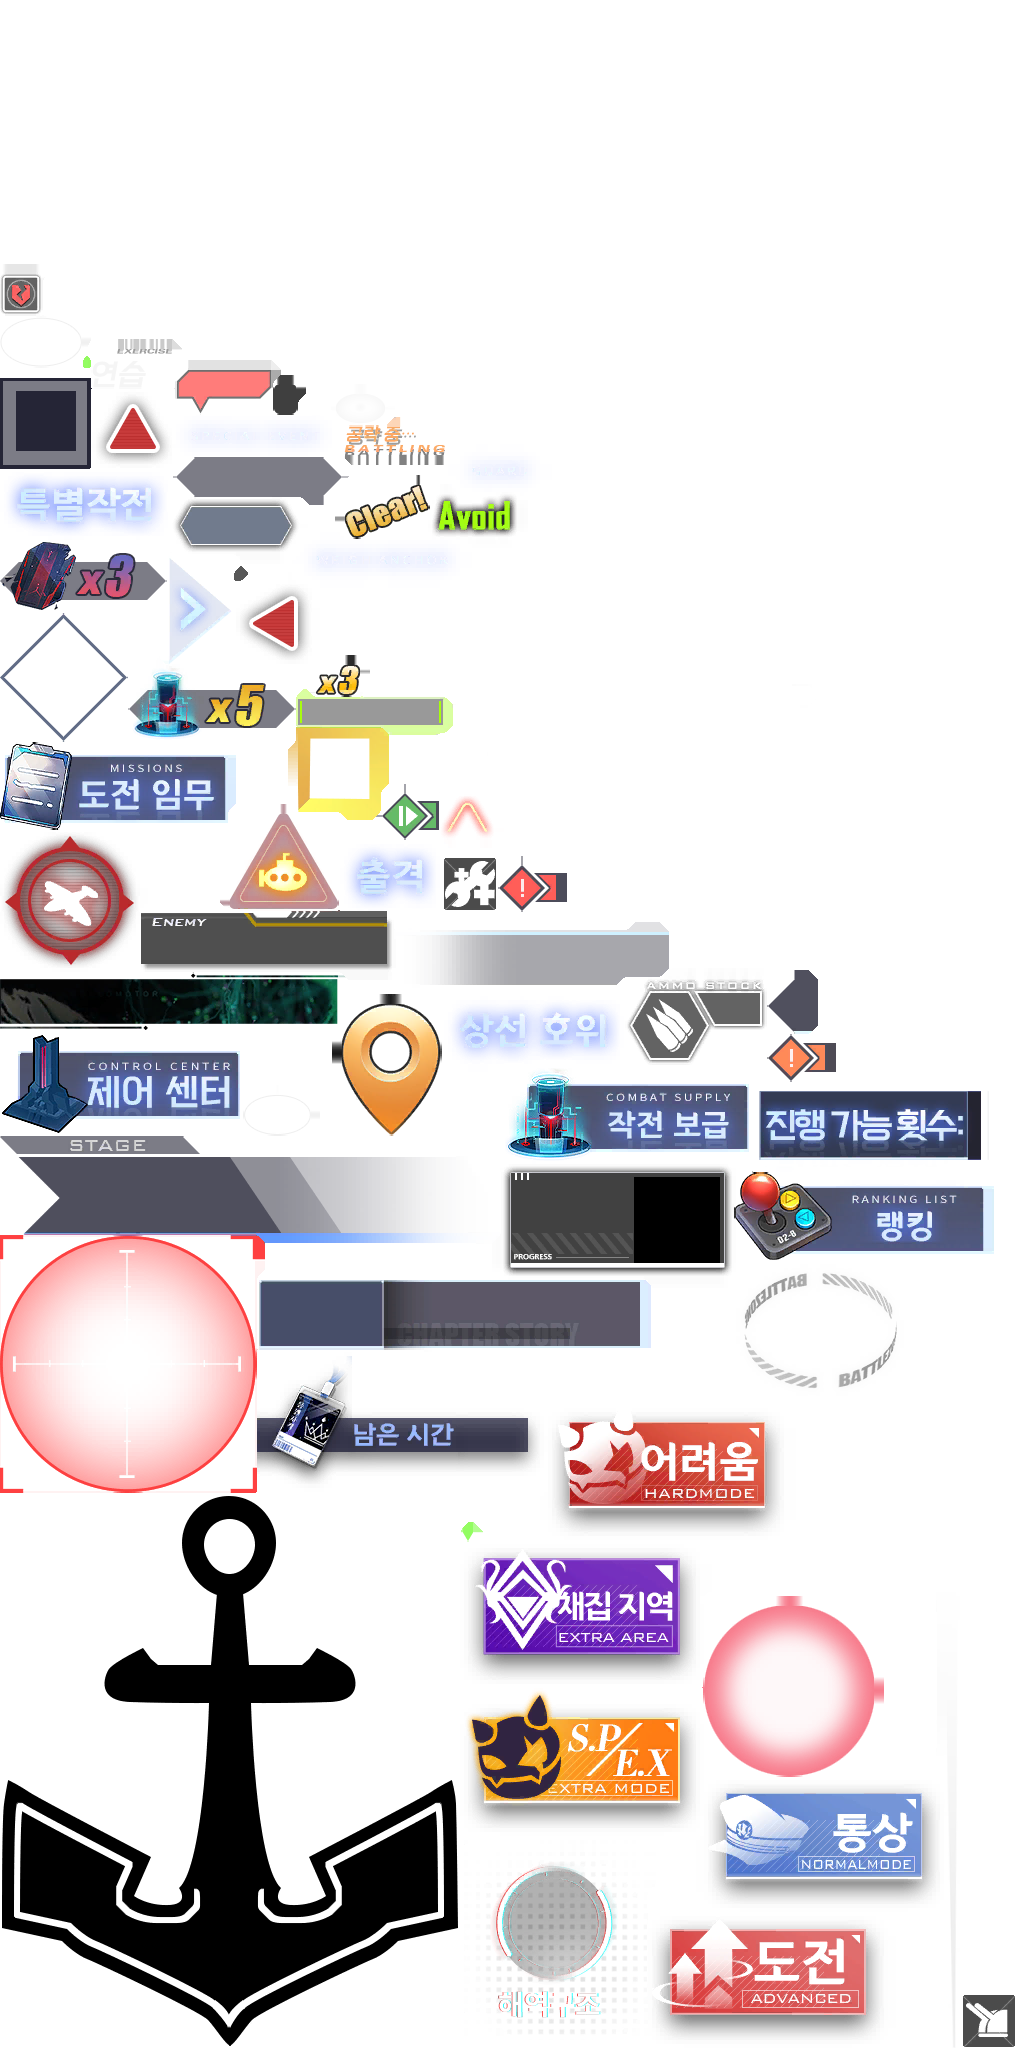 EXERCISE
연습
공략 중...
BATTLING
특별작전
Clear!
Avoid
x3
x3
x5
MISSIONS
도전 임무
출격
ENEMY
AMMO STOCK
상선 호위
CONTROL CENTER
제어 센터
COMBAT SUPPLY
작전 보급
진행 가능 횟수:
STAGE
PROGRESS
RANKING LIST
랭킹
02-8
CHAPTER STORY
BATTLEZO
BATTLE
남은 시간
어려움
HARDMODE
채집 지역
EXTRA AREA
S.P/E.X
EXTRA MODE
통상
NORMALMODE
해역구조
도전
ADVANCED